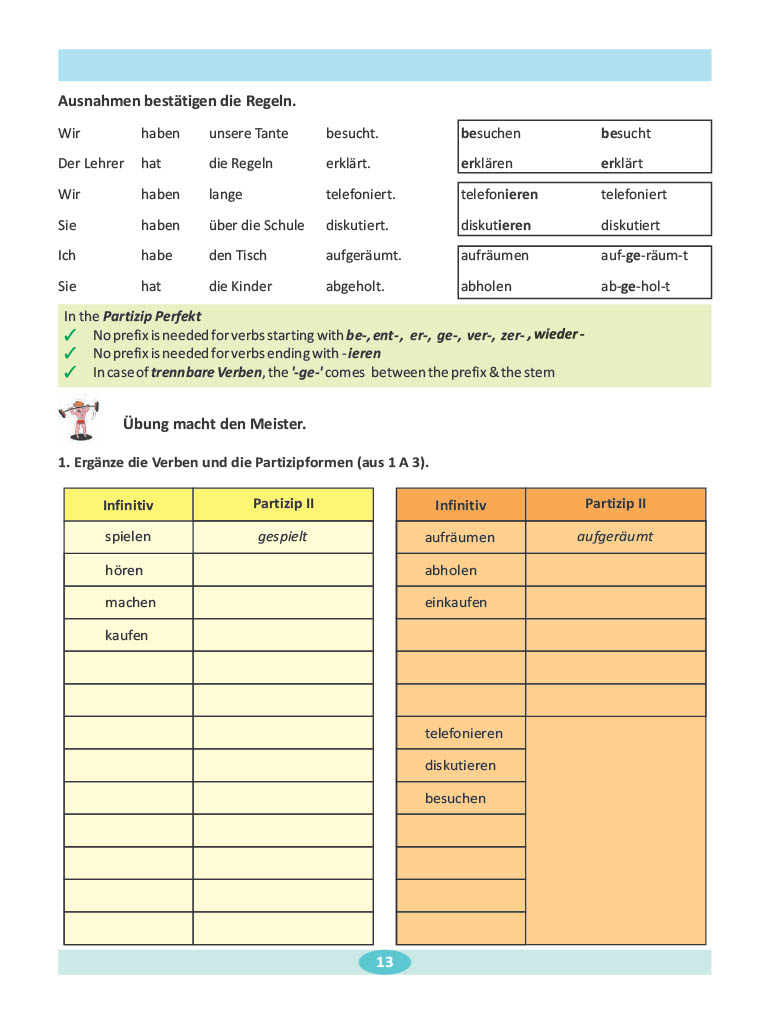 Ausnahmen bestätigen die Regeln.
Wir haben unsere Tante besucht. besuchen besucht
Der Lehrer hat die Regeln erklärt. erklären erklärt
Wir haben lange telefoniert. telefonieren telefoniert
Sie haben über die Schule diskutiert. diskutieren diskutiert
Ich habe den Tisch aufgeräumt. aufräumen auf-ge-räum-t
Sie hat die Kinder abgeholt. abholen ab-ge-hol-t
In the Partizip Perfekt
✓ No prefix is needed for verbs starting with be-, ent-, er-, ge-, ver-, zer-, wieder-
✓ No prefix is needed for verbs ending with -ieren
✓ In case of trennbare Verben, the '-ge-' comes between the prefix & the stem
Übung macht den Meister.
1. Ergänze die Verben und die Partizipformen (aus 1 A 3).
Infinitiv Partizip II
spielen gespielt
hören
machen
kaufen
Infinitiv Partizip II
aufräumen aufgeräumt
abholen
einkaufen
telefonieren
diskutieren
besuchen
13